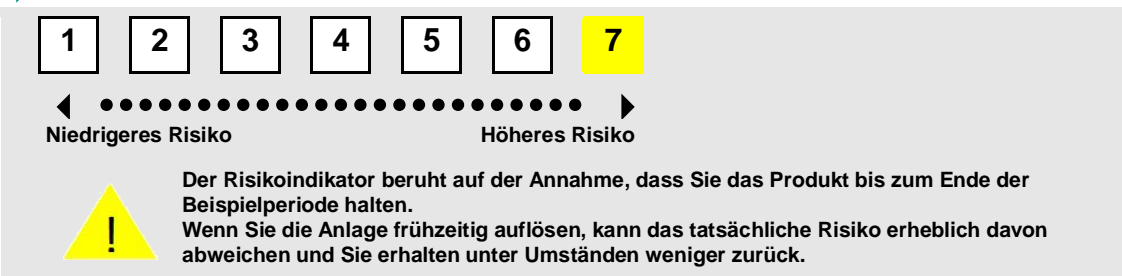 1 2 3 4 5 6 7
Niedrigeres Risiko Höheres Risiko
!
Der Risikoindikator beruht auf der Annahme, dass Sie das Produkt bis zum Ende der
Beispielperiode halten.
Wenn Sie die Anlage frühzeitig auflösen, kann das tatsächliche Risiko erheblich davon
abweichen und Sie erhalten unter Umständen weniger zurück.